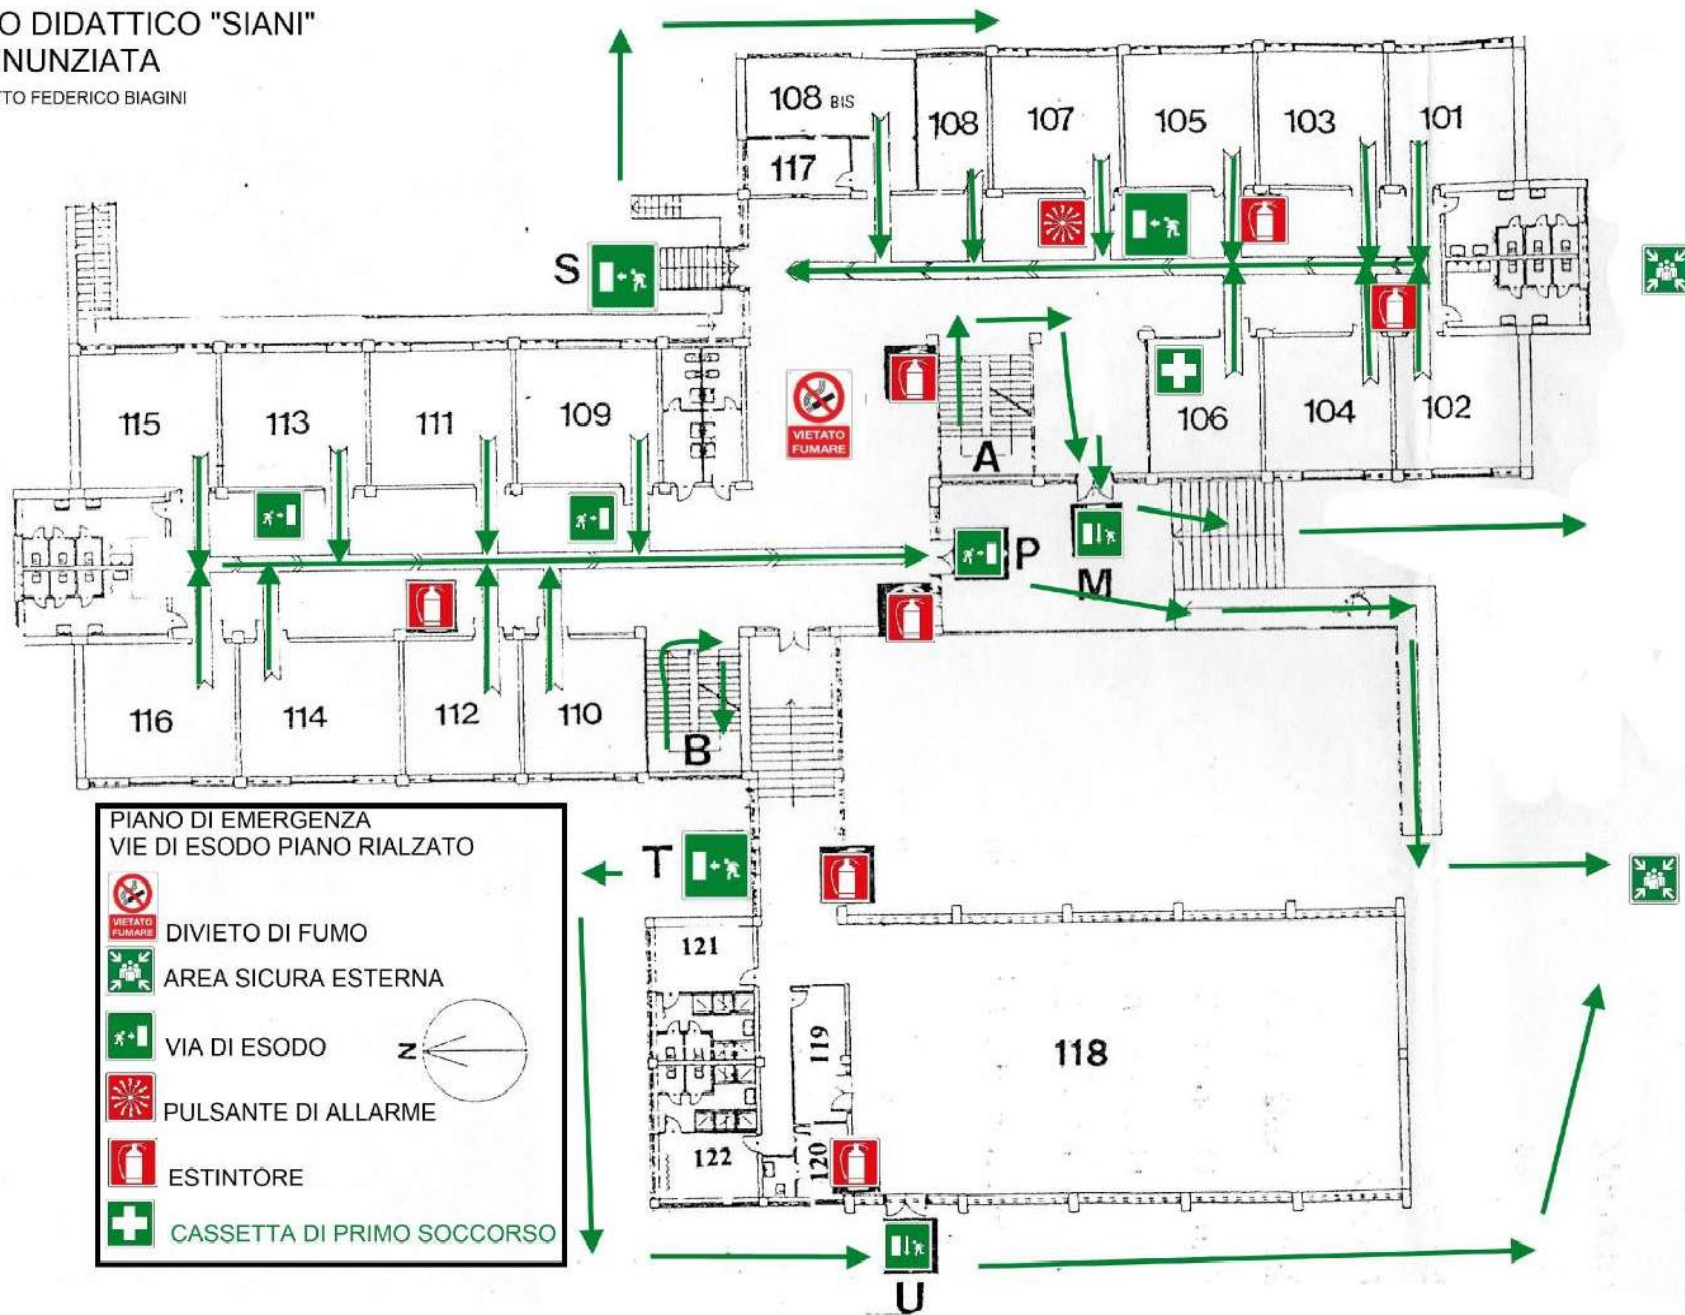 O DIDATTICO "SIANI"
NUNZIATA
TTO FEDERICO BIAGINI
108 BIS
108
107
105
103
101
117
S
115
113
111
109
VIETATO
FUMARE
A
106
104
102
P
M
116
114
112
110
B
PIANO DI EMERGENZA
VIE DI ESODO PIANO RIALZATO
VIETATO
FUMARE
DIVIETO DI FUMO
AREA SICURA ESTERNA
VIA DI ESODO
N
PULSANTE DI ALLARME
ESTINTORE
CASSETTA DI PRIMO SOCCORSO
T
121
119
118
122
120
U